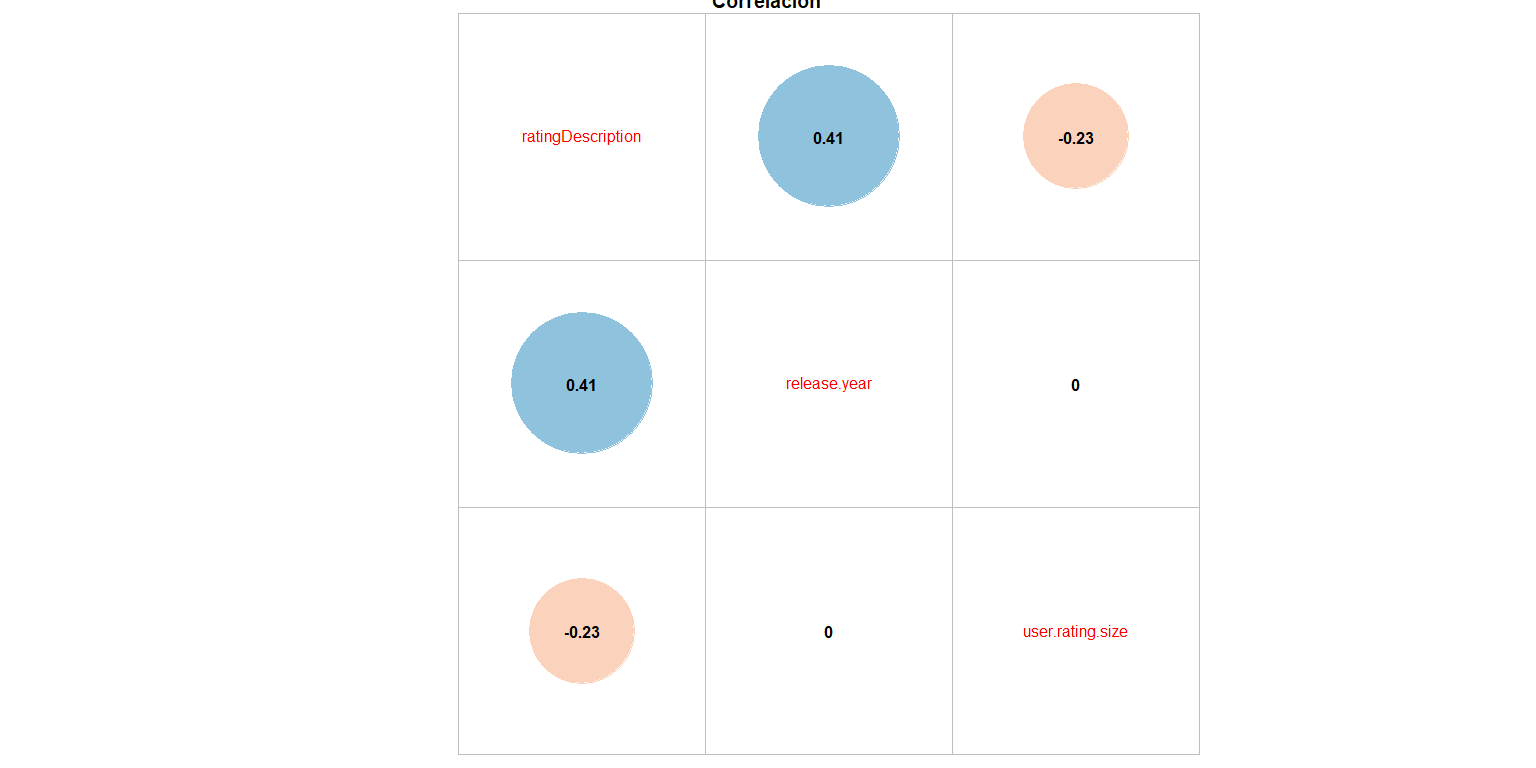 Correlación
ratingDescription
0.41
-0.23
0.41
release.year
0
-0.23
0
user.rating.size